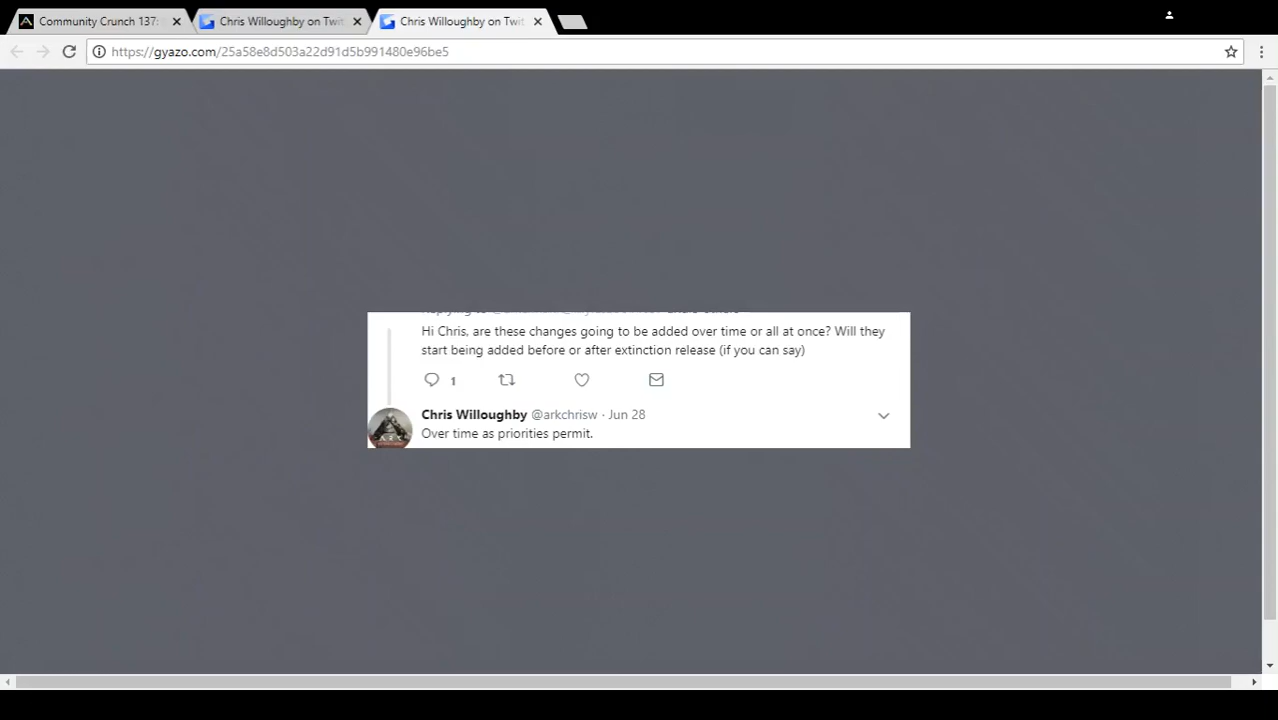 Community Crunch 137:
Chris Willoughby on Twit
Chris Willoughby on Twit
https://gyazo.com/25a58e8d503a22d91d5b991480e96be5
Hi Chris, are these changes going to be added over time or all at once? Will they
start being added before or after extinction release (if you can say)
1
Chris Willoughby @arkchrisw · Jun 28
Over time as priorities permit.